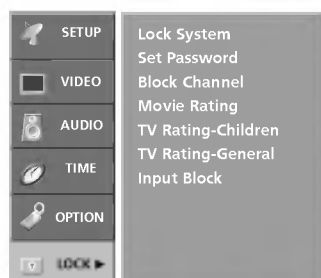 SETUP
VIDEO
AUDIO
TIME
OPTION
LOCK ▶
Lock System
Set Password
Block Channel
Movie Rating
TV Rating-Children
TV Rating-General
Input Block